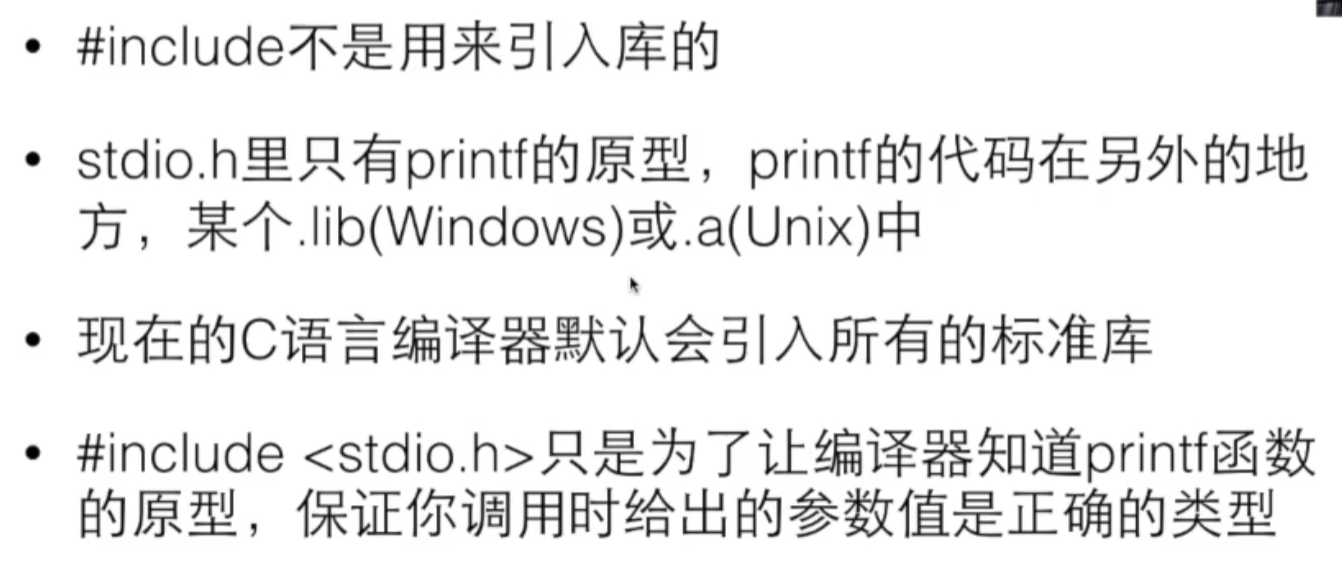 • #include不是用来引入库的
• stdio.h里只有printf的原型，printf的代码在另外的地
方，某个.lib(Windows)或.a(Unix)中
• 现在的C语言编译器默认会引入所有的标准库
• #include <stdio.h>只是为了让编译器知道printf函数
的原型，保证你调用时给出的参数值是正确的类型